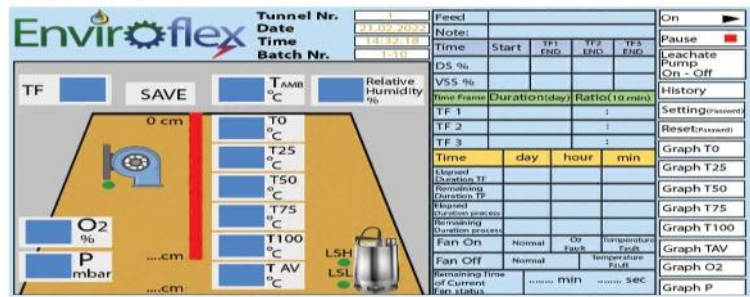 Enviroflex
Tunnel Nr. 1
Date 21.02.2022
Time 14:32:18
Batch Nr. 1-10
TF
SAVE
TAMB °C
Relative Humidity %
0 cm
T0 °C
T25 °C
T50 °C
T75 °C
T100 °C
T AV °C
O2 %
P mbar
....cm
....cm
LSH
LSL
Feed
Note:
Time Start TF1 END TF2 END TF3 END
DS %
VSS %
Time Frame Duration(day) Ratio(10 min)
TF 1 :
TF 2 :
TF 3 :
Time day hour min
Elapsed Duration TF
Remaining Duration TF
Elapsed Duration process
Remaining Duration process
Fan On Normal O2 Fault Temperature Fault
Fan Off Normal Temperature Fault
Remaining Time of Current Fan status ........ min ........ sec
On
Pause
Leachate Pump On - Off
History
Setting(Passwrd)
Reset(Passwrd)
Graph T0
Graph T25
Graph T50
Graph T75
Graph T100
Graph TAV
Graph O2
Graph P